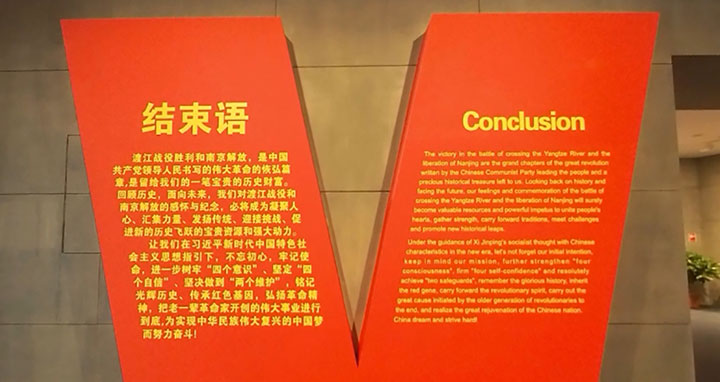 结束语
渡江战役胜利和南京解放，是中国
共产党领导人民书写的伟大革命的恢弘篇
章，是留给我们的一笔宝贵的历史财富。
回顾历史，面向未来，我们对渡江战役和
南京解放的感怀与纪念，必将成为凝聚人
心、汇集力量、发扬传统、迎接挑战、促
进新的历史飞跃的宝贵资源和强大动力。
让我们在习近平新时代中国特色社
会主义思想指引下，不忘初心，牢记使
命，进一步树牢“四个意识”、坚定“四
个自信”、坚决做到“两个维护”，铭记
光辉历史、传承红色基因，弘扬革命精
神，把老一辈革命家开创的伟大事业进行
到底，为实现中华民族伟大复兴的中国梦
而努力奋斗！
Conclusion
The victory in the battle of crossing the Yangtze River and the
liberation of Nanjing are the grand chapters of the great revolution
written by the Chinese Communist Party leading the people and a
precious historical treasure left to us. Looking back on history and
facing the future, our feelings and commemoration of the battle of
crossing the Yangtze River and the liberation of Nanjing will surely
become valuable resources and powerful impetus to unite people's
hearts, gather strength, carry forward traditions, meet challenges
and promote new historical leaps.
Under the guidance of Xi Jinping's socialist thought with Chinese
characteristics in the new era, let's not forget our initial intention,
keep in mind our mission, further strengthen "four
consciousness", firm "four self-confidence" and resolutely
achieve "two safeguards", remember the glorious history, inherit
the red gene, carry forward the revolutionary spirit, carry out the
great cause initiated by the older generation of revolutionaries to
the end, and realize the great rejuvenation of the Chinese nation.
China dream and strive hard!